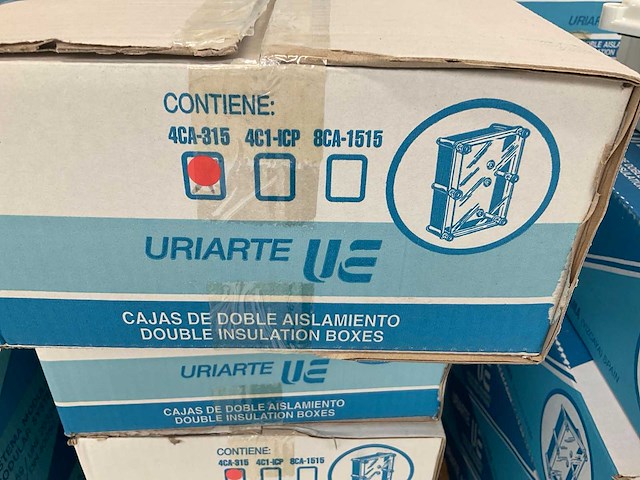 CONTIENE:
4CA-315 4C1-ICP 8CA-1515
URIARTE UE
CAJAS DE DOBLE AISLAMIENTO
DOUBLE INSULATION BOXES
URIARTE UE
CAJAS DE DOBLE AISLAMIENTO
DOUBLE INSULATION BOXES
CONTIENE:
4CA-315 4C1-ICP 8CA-1515